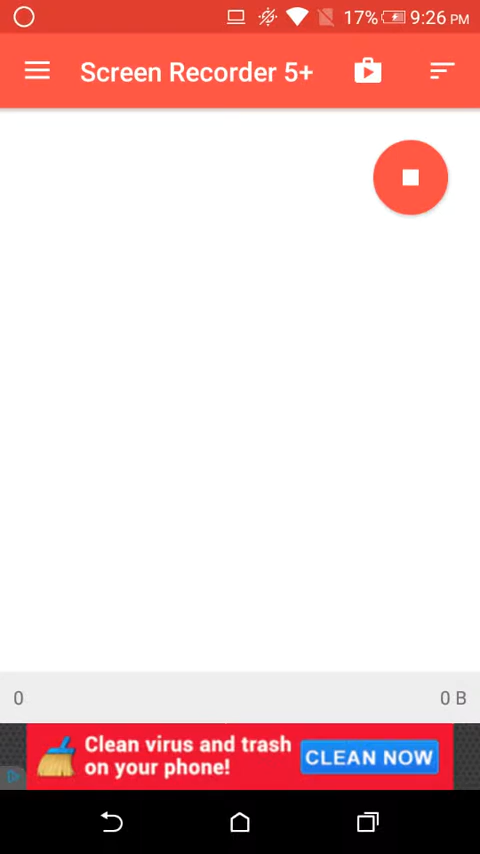 17% 9:26 PM
Screen Recorder 5+
0 0 B
Clean virus and trash
on your phone!
CLEAN NOW